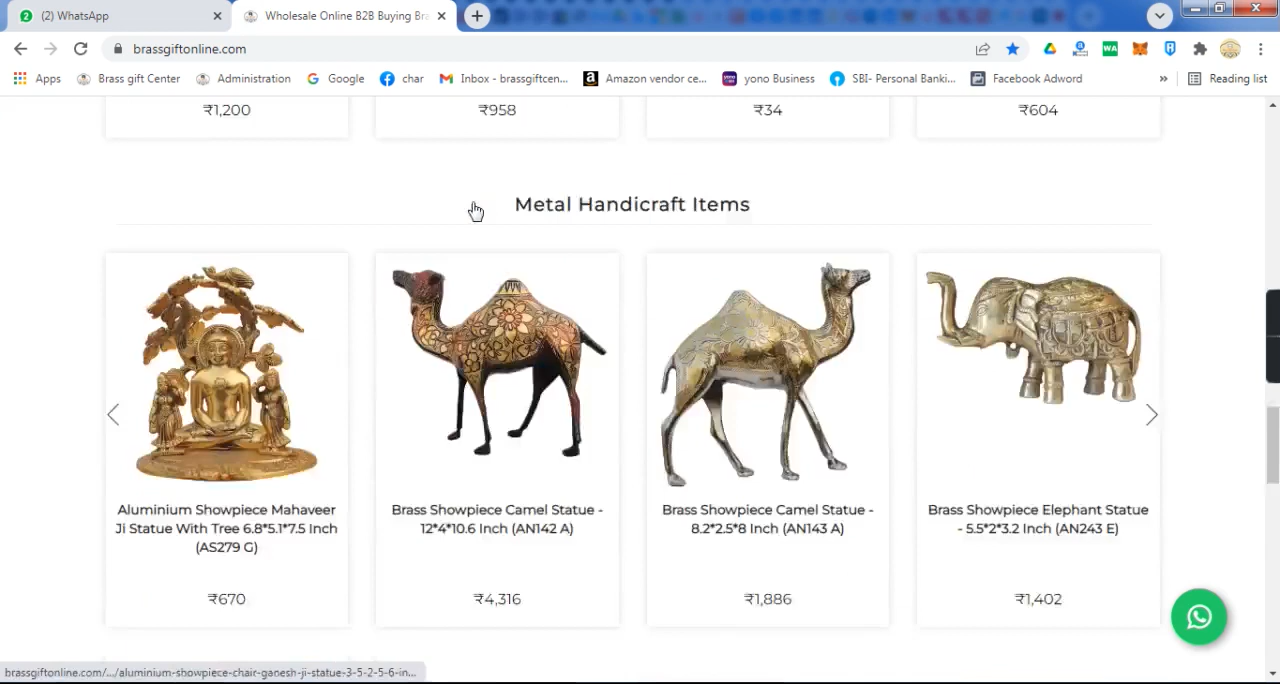 2
(2) WhatsApp
Wholesale Online B2B Buying Bra
brassgiftonline.com
WA
Apps
Brass gift Center
Administration
Google
char
Inbox - brassgiftcen...
Amazon vendor ce...
yono Business
SBI- Personal Banki...
Facebook Adword
»
Reading list
₹1,200
₹958
₹34
₹604
Metal Handicraft Items
Aluminium Showpiece Mahaveer
Ji Statue With Tree 6.8*5.1*7.5 Inch
(AS279 G)
₹670
Brass Showpiece Camel Statue -
12*4*10.6 Inch (AN142 A)
₹4,316
Brass Showpiece Camel Statue -
8.2*2.5*8 Inch (AN143 A)
₹1,886
Brass Showpiece Elephant Statue
- 5.5*2*3.2 Inch (AN243 E)
₹1,402
brassgiftonline.com/.../aluminium-showpiece-chair-ganesh-ji-statue-3-5-2-5-6-in...